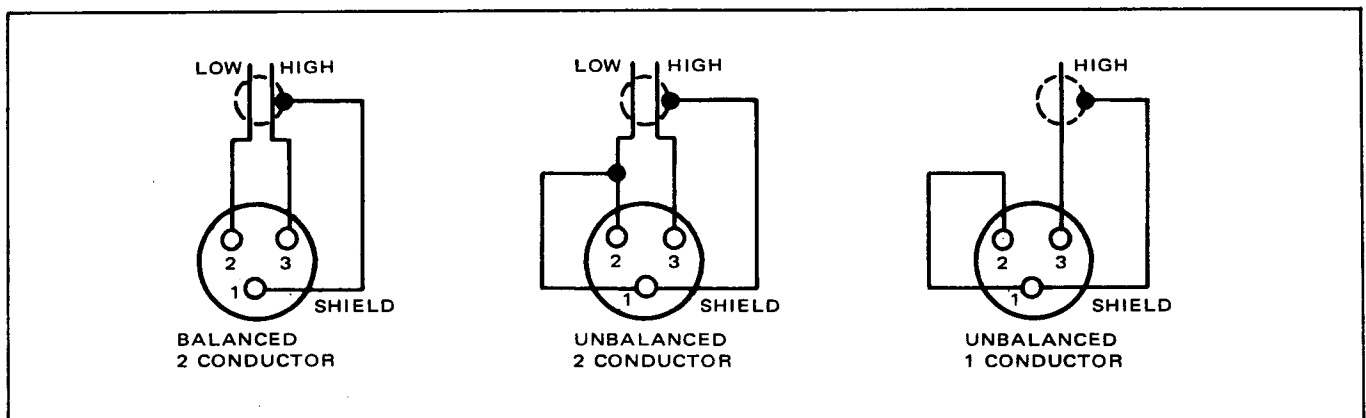 LOW HIGH
2 3
1
SHIELD
BALANCED
2 CONDUCTOR
LOW HIGH
2 3
1
SHIELD
UNBALANCED
2 CONDUCTOR
HIGH
2 3
1
SHIELD
UNBALANCED
1 CONDUCTOR